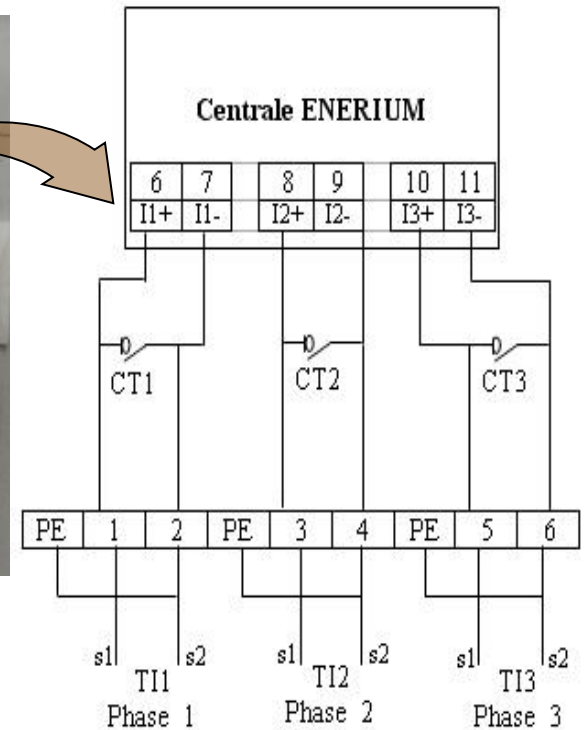 Centrale ENERIUM
6 7 8 9 10 11
I1+ I1- I2+ I2- I3+ I3-
CT1 CT2 CT3
PE 1 2 PE 3 4 PE 5 6
s1 s2 s1 s2 s1 s2
TI1 TI2 TI3
Phase 1 Phase 2 Phase 3